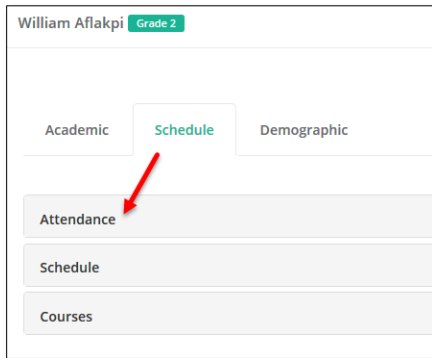 William Aflakpi Grade 2
Academic Schedule Demographic
Attendance
Schedule
Courses